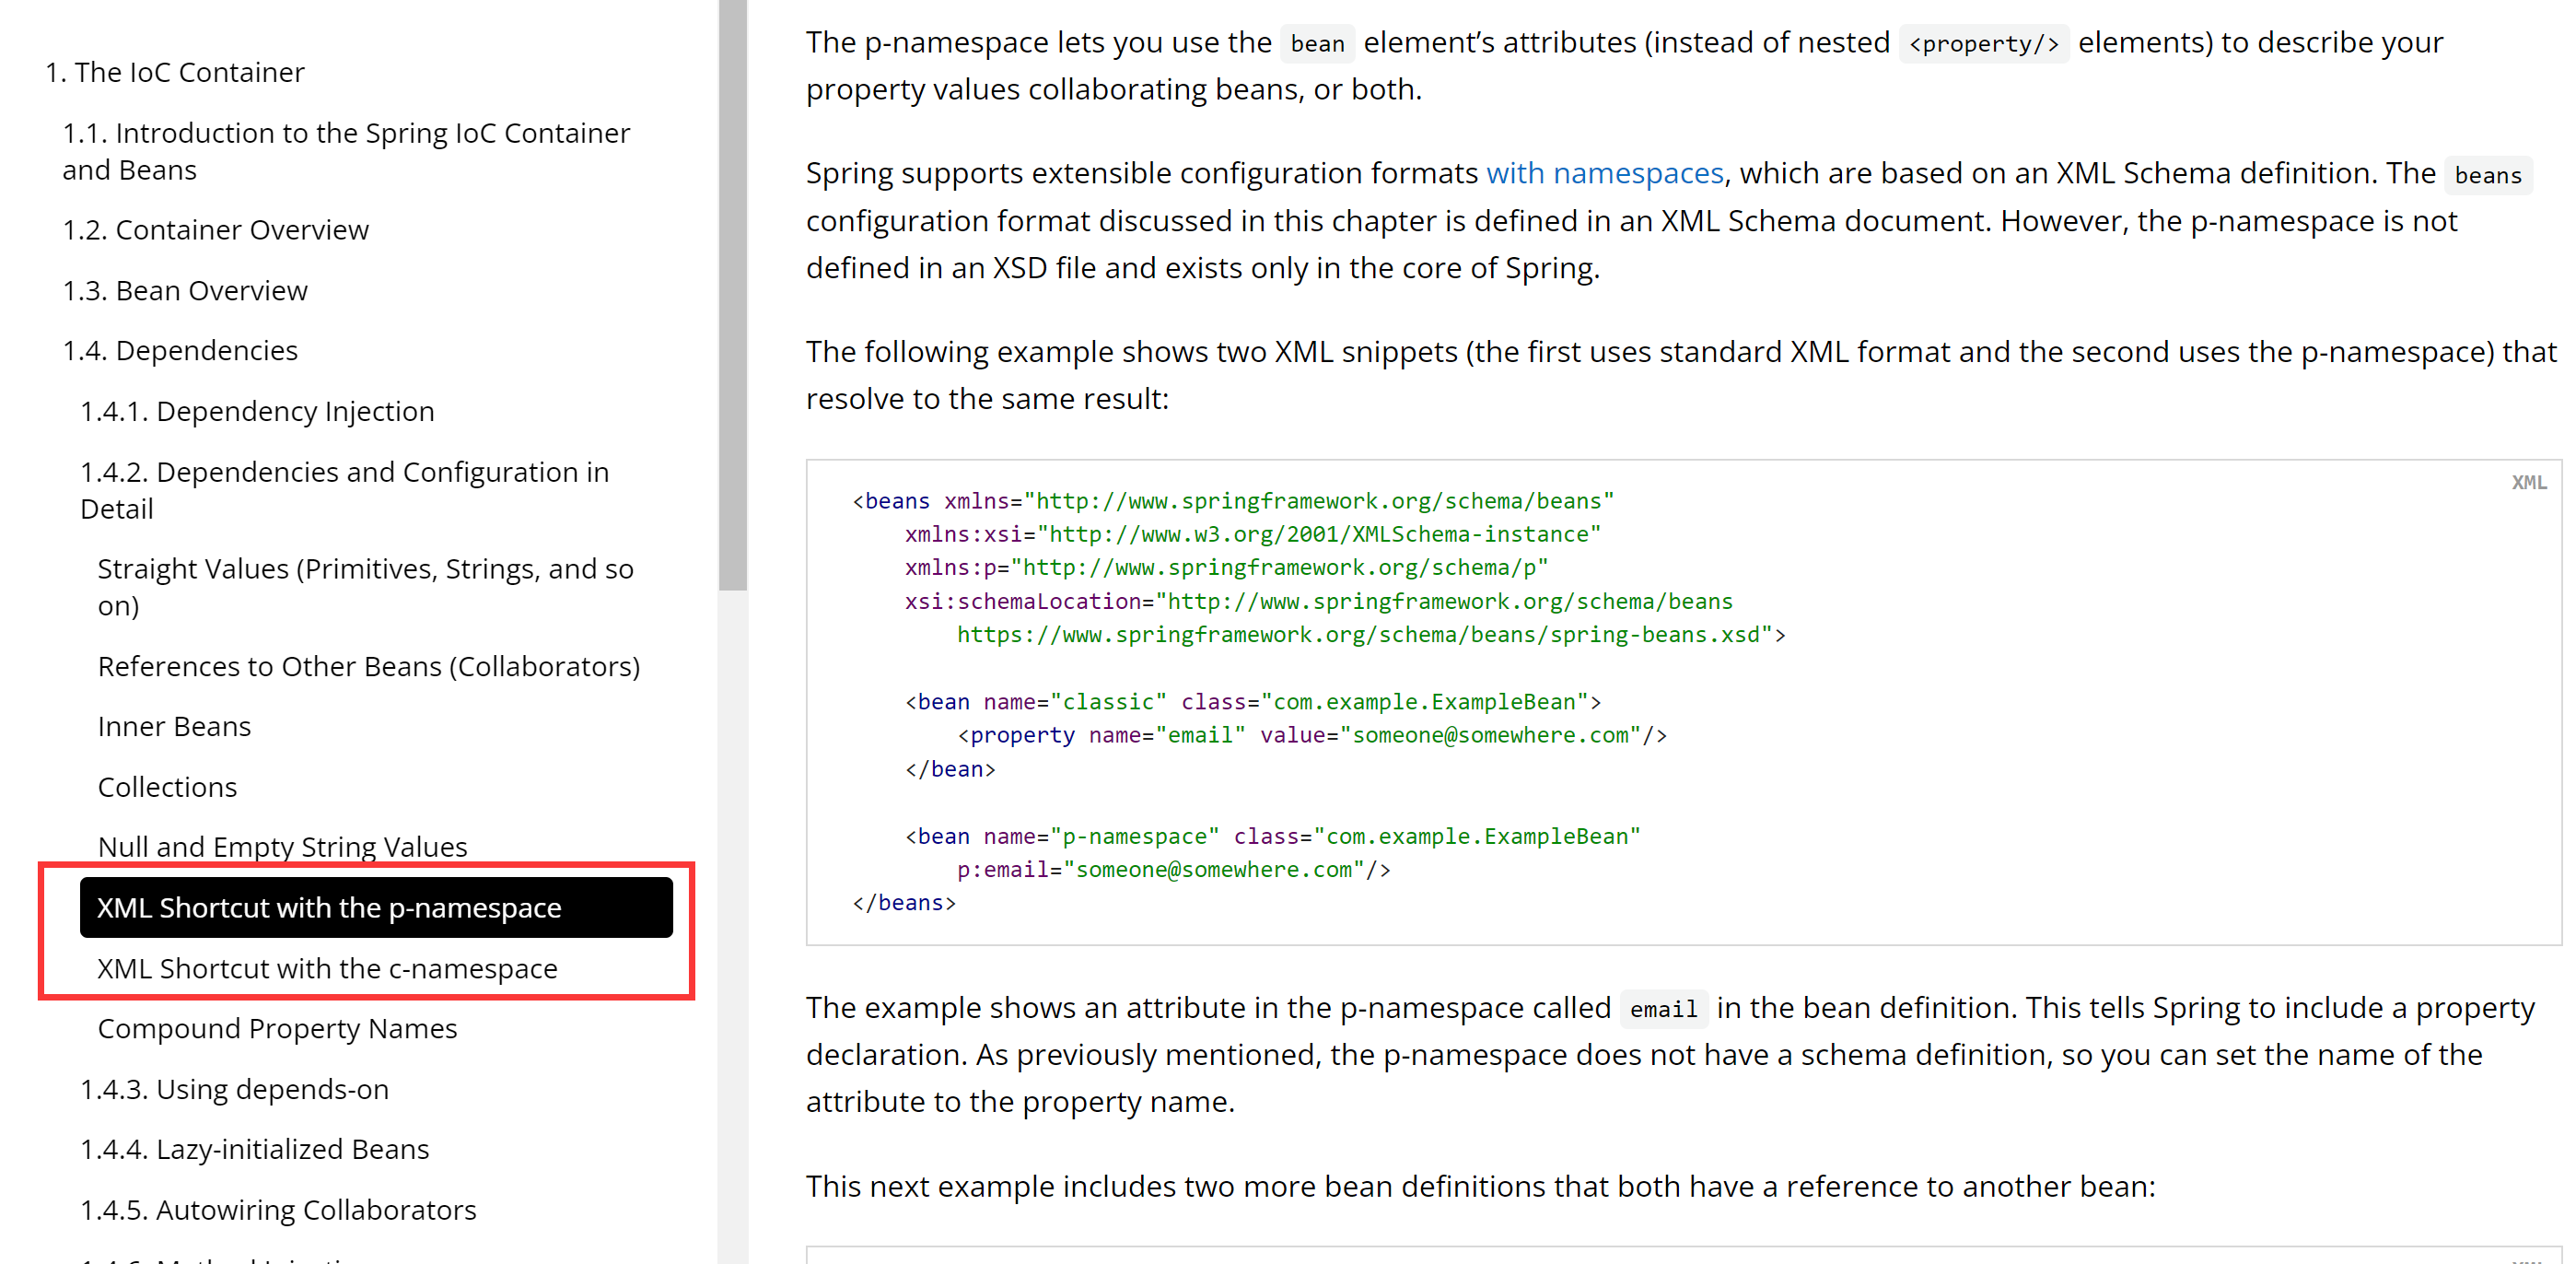 1. The IoC Container
1.1. Introduction to the Spring IoC Container
and Beans
1.2. Container Overview
1.3. Bean Overview
1.4. Dependencies
1.4.1. Dependency Injection
1.4.2. Dependencies and Configuration in
Detail
Straight Values (Primitives, Strings, and so
on)
References to Other Beans (Collaborators)
Inner Beans
Collections
Null and Empty String Values
XML Shortcut with the p-namespace
XML Shortcut with the c-namespace
Compound Property Names
1.4.3. Using depends-on
1.4.4. Lazy-initialized Beans
1.4.5. Autowiring Collaborators
The p-namespace lets you use the bean element’s attributes (instead of nested <property/> elements) to describe your
property values collaborating beans, or both.
Spring supports extensible configuration formats with namespaces, which are based on an XML Schema definition. The beans
configuration format discussed in this chapter is defined in an XML Schema document. However, the p-namespace is not
defined in an XSD file and exists only in the core of Spring.
The following example shows two XML snippets (the first uses standard XML format and the second uses the p-namespace) that
resolve to the same result:
XML
<beans xmlns="http://www.springframework.org/schema/beans"
    xmlns:xsi="http://www.w3.org/2001/XMLSchema-instance"
    xmlns:p="http://www.springframework.org/schema/p"
    xsi:schemaLocation="http://www.springframework.org/schema/beans
        https://www.springframework.org/schema/beans/spring-beans.xsd">
    <bean name="classic" class="com.example.ExampleBean">
        <property name="email" value="someone@somewhere.com"/>
    </bean>
    <bean name="p-namespace" class="com.example.ExampleBean"
        p:email="someone@somewhere.com"/>
</beans>
The example shows an attribute in the p-namespace called email in the bean definition. This tells Spring to include a property
declaration. As previously mentioned, the p-namespace does not have a schema definition, so you can set the name of the
attribute to the property name.
This next example includes two more bean definitions that both have a reference to another bean: